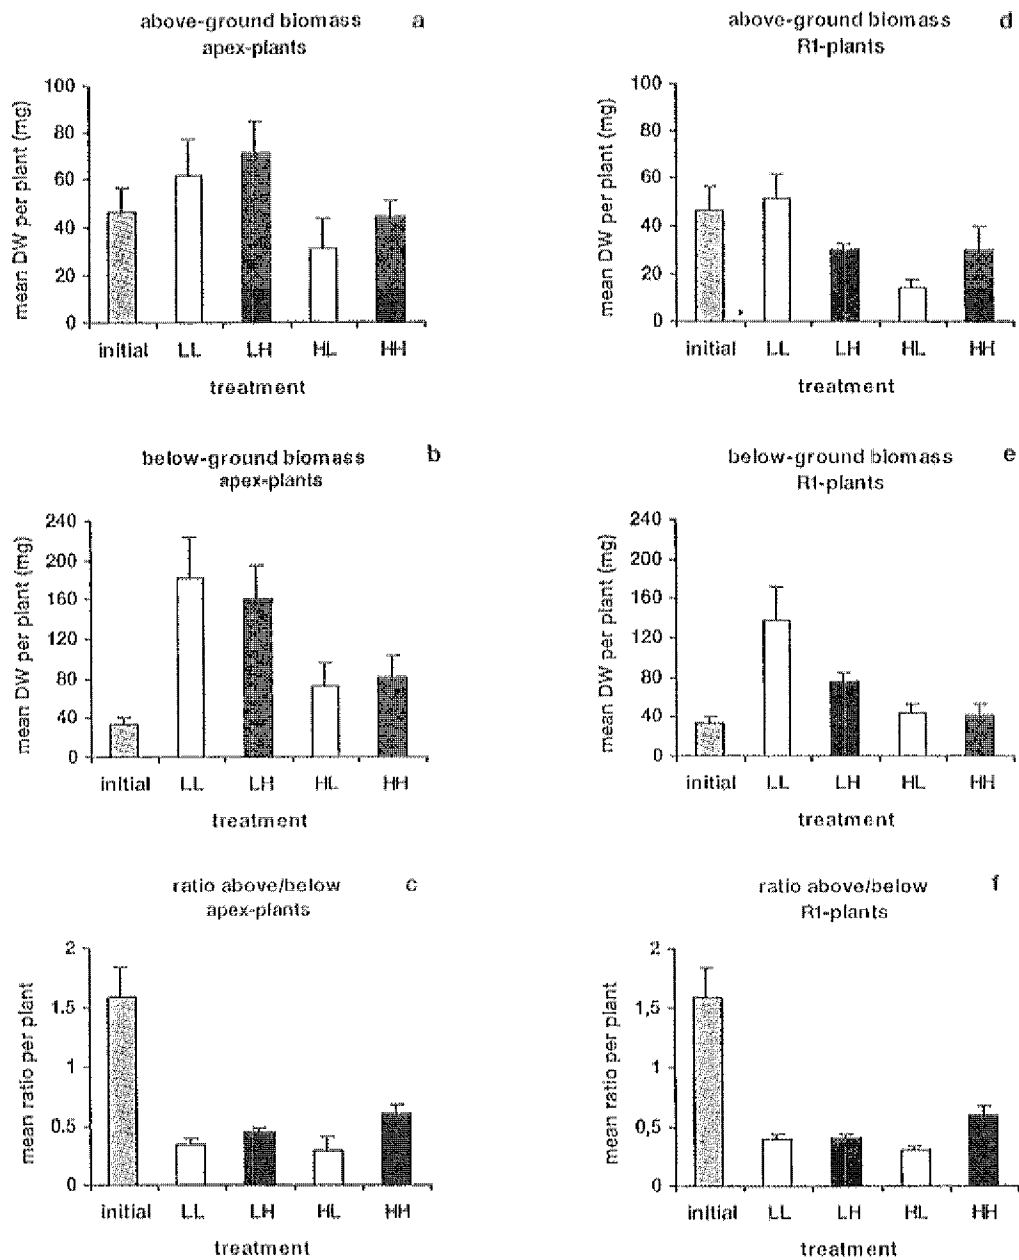 above-ground biomass a
apex-plants
mean DW per plant (mg)
100
80
60
40
20
0
initial LL LH HL HH
treatment
above-ground biomass d
R1-plants
mean DW per plant (mg)
100
80
60
40
20
0
initial LL LH HL HH
treatment
below-ground biomass b
apex-plants
mean DW per plant (mg)
240
200
160
120
80
40
0
initial LL LH HL HH
treatment
below-ground biomass e
R1-plants
mean DW per plant (mg)
240
200
160
120
80
40
0
initial LL LH HL HH
treatment
ratio above/below c
apex-plants
mean ratio per plant
2
1,5
1
0,5
0
initial LL LH HL HH
treatment
ratio above/below f
R1-plants
mean ratio per plant
2
1,5
1
0,5
0
initial LL LH HL HH
treatment